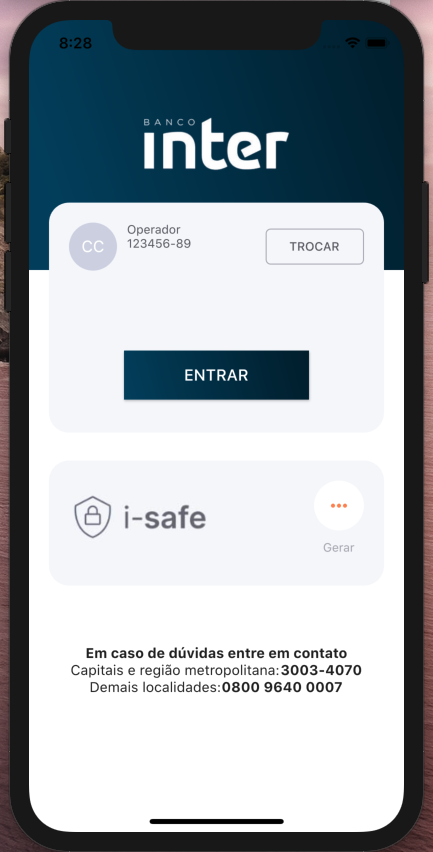 8:28
BANCO
inter
CC
Operador
123456-89
TROCAR
ENTRAR
i-safe
Gerar
Em caso de dúvidas entre em contato
Capitais e região metropolitana:3003-4070
Demais localidades:0800 9640 0007